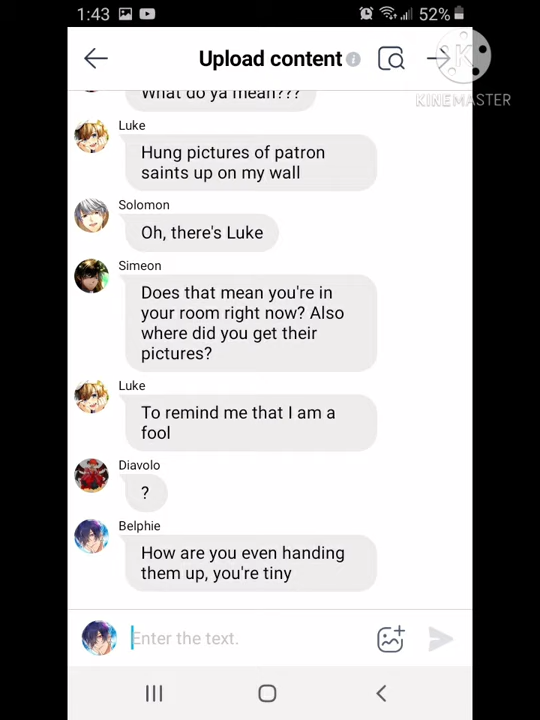 1:43
52%
Upload content
KINEMASTER
What do ya mean???
Luke
Hung pictures of patron
saints up on my wall
Solomon
Oh, there's Luke
Simeon
Does that mean you're in
your room right now? Also
where did you get their
pictures?
Luke
To remind me that I am a
fool
Diavolo
?
Belphie
How are you even handing
them up, you're tiny
Enter the text.